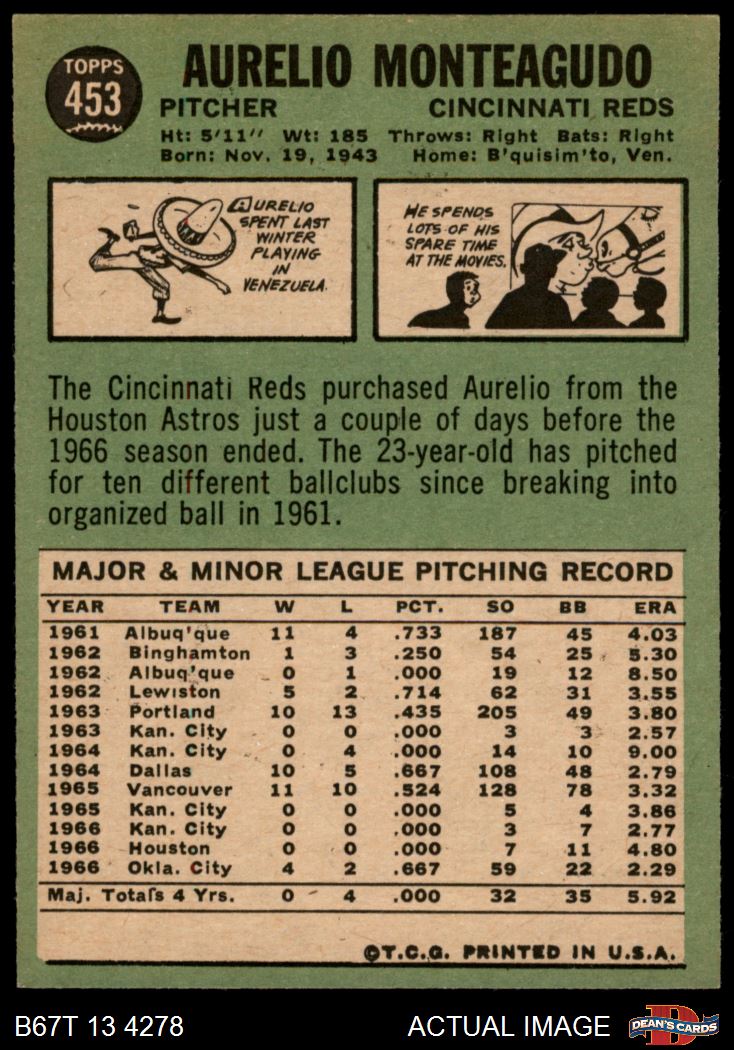 TOPPS
453
AURELIO MONTEAGUDO
PITCHER CINCINNATI REDS
Ht: 5'11" Wt: 185 Throws: Right Bats: Right
Born: Nov. 19, 1943 Home: B'quisim'to, Ven.
AURELIO
SPENT LAST
WINTER
PLAYING
IN
VENEZUELA.
HE SPENDS
LOTS OF HIS
SPARE TIME
AT THE MOVIES.
The Cincinnati Reds purchased Aurelio from the
Houston Astros just a couple of days before the
1966 season ended. The 23-year-old has pitched
for ten different ballclubs since breaking into
organized ball in 1961.
MAJOR & MINOR LEAGUE PITCHING RECORD
YEAR TEAM W L PCT. SO BB ERA
1961 Albuq'que 11 4 .733 187 45 4.03
1962 Binghamton 1 3 .250 54 25 5.30
1962 Albuq'que 0 1 .000 19 12 8.50
1962 Lewiston 5 2 .714 62 31 3.55
1963 Portland 10 13 .435 205 49 3.80
1963 Kan. City 0 0 .000 3 3 2.57
1964 Kan. City 0 4 .000 14 10 9.00
1964 Dallas 10 5 .667 108 48 2.79
1965 Vancouver 11 10 .524 128 78 3.32
1965 Kan. City 0 0 .000 5 4 3.86
1966 Kan. City 0 0 .000 3 7 2.77
1966 Houston 0 0 .000 7 11 4.80
1966 Okla. City 4 2 .667 59 22 2.29
Maj. Totals 4 Yrs. 0 4 .000 32 35 5.92
©T.C.G. PRINTED IN U.S.A.
B67T 13 4278 ACTUAL IMAGE
D
DEAN'S CARDS